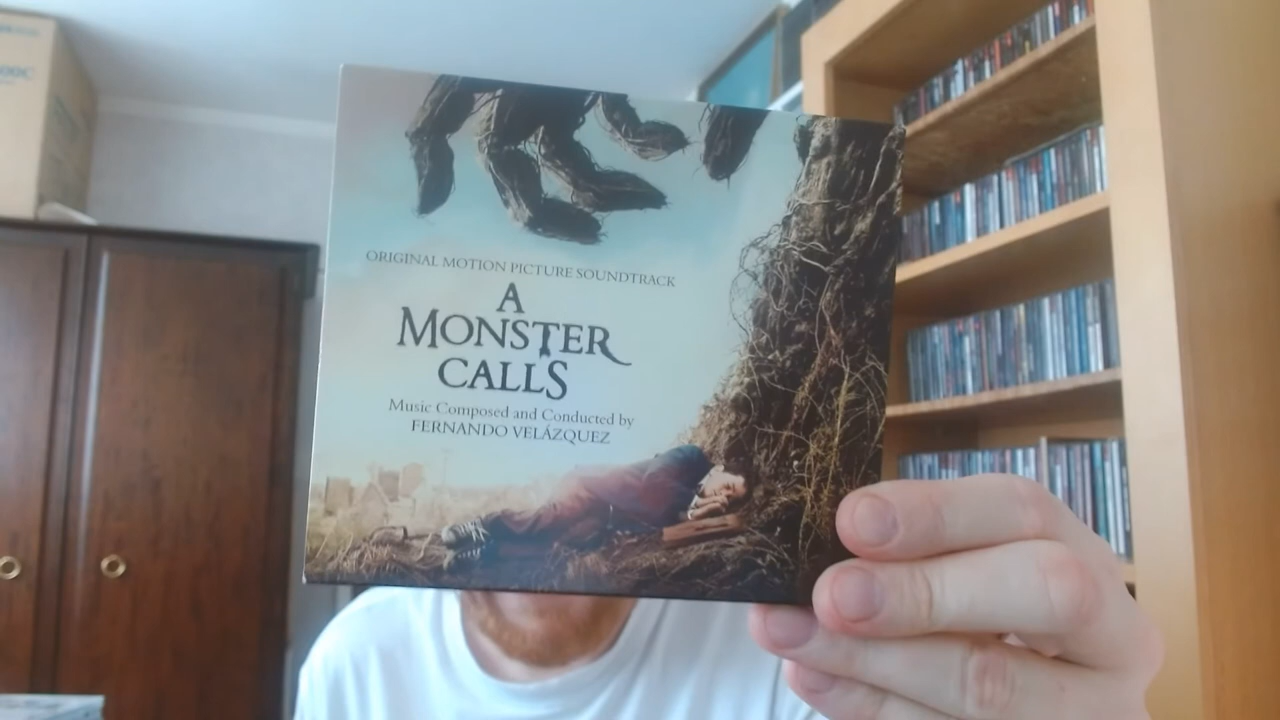 ORIGINAL MOTION PICTURE SOUNDTRACK
A
MONSTER
CALLS
Music Composed and Conducted by
FERNANDO VELÁZQUEZ